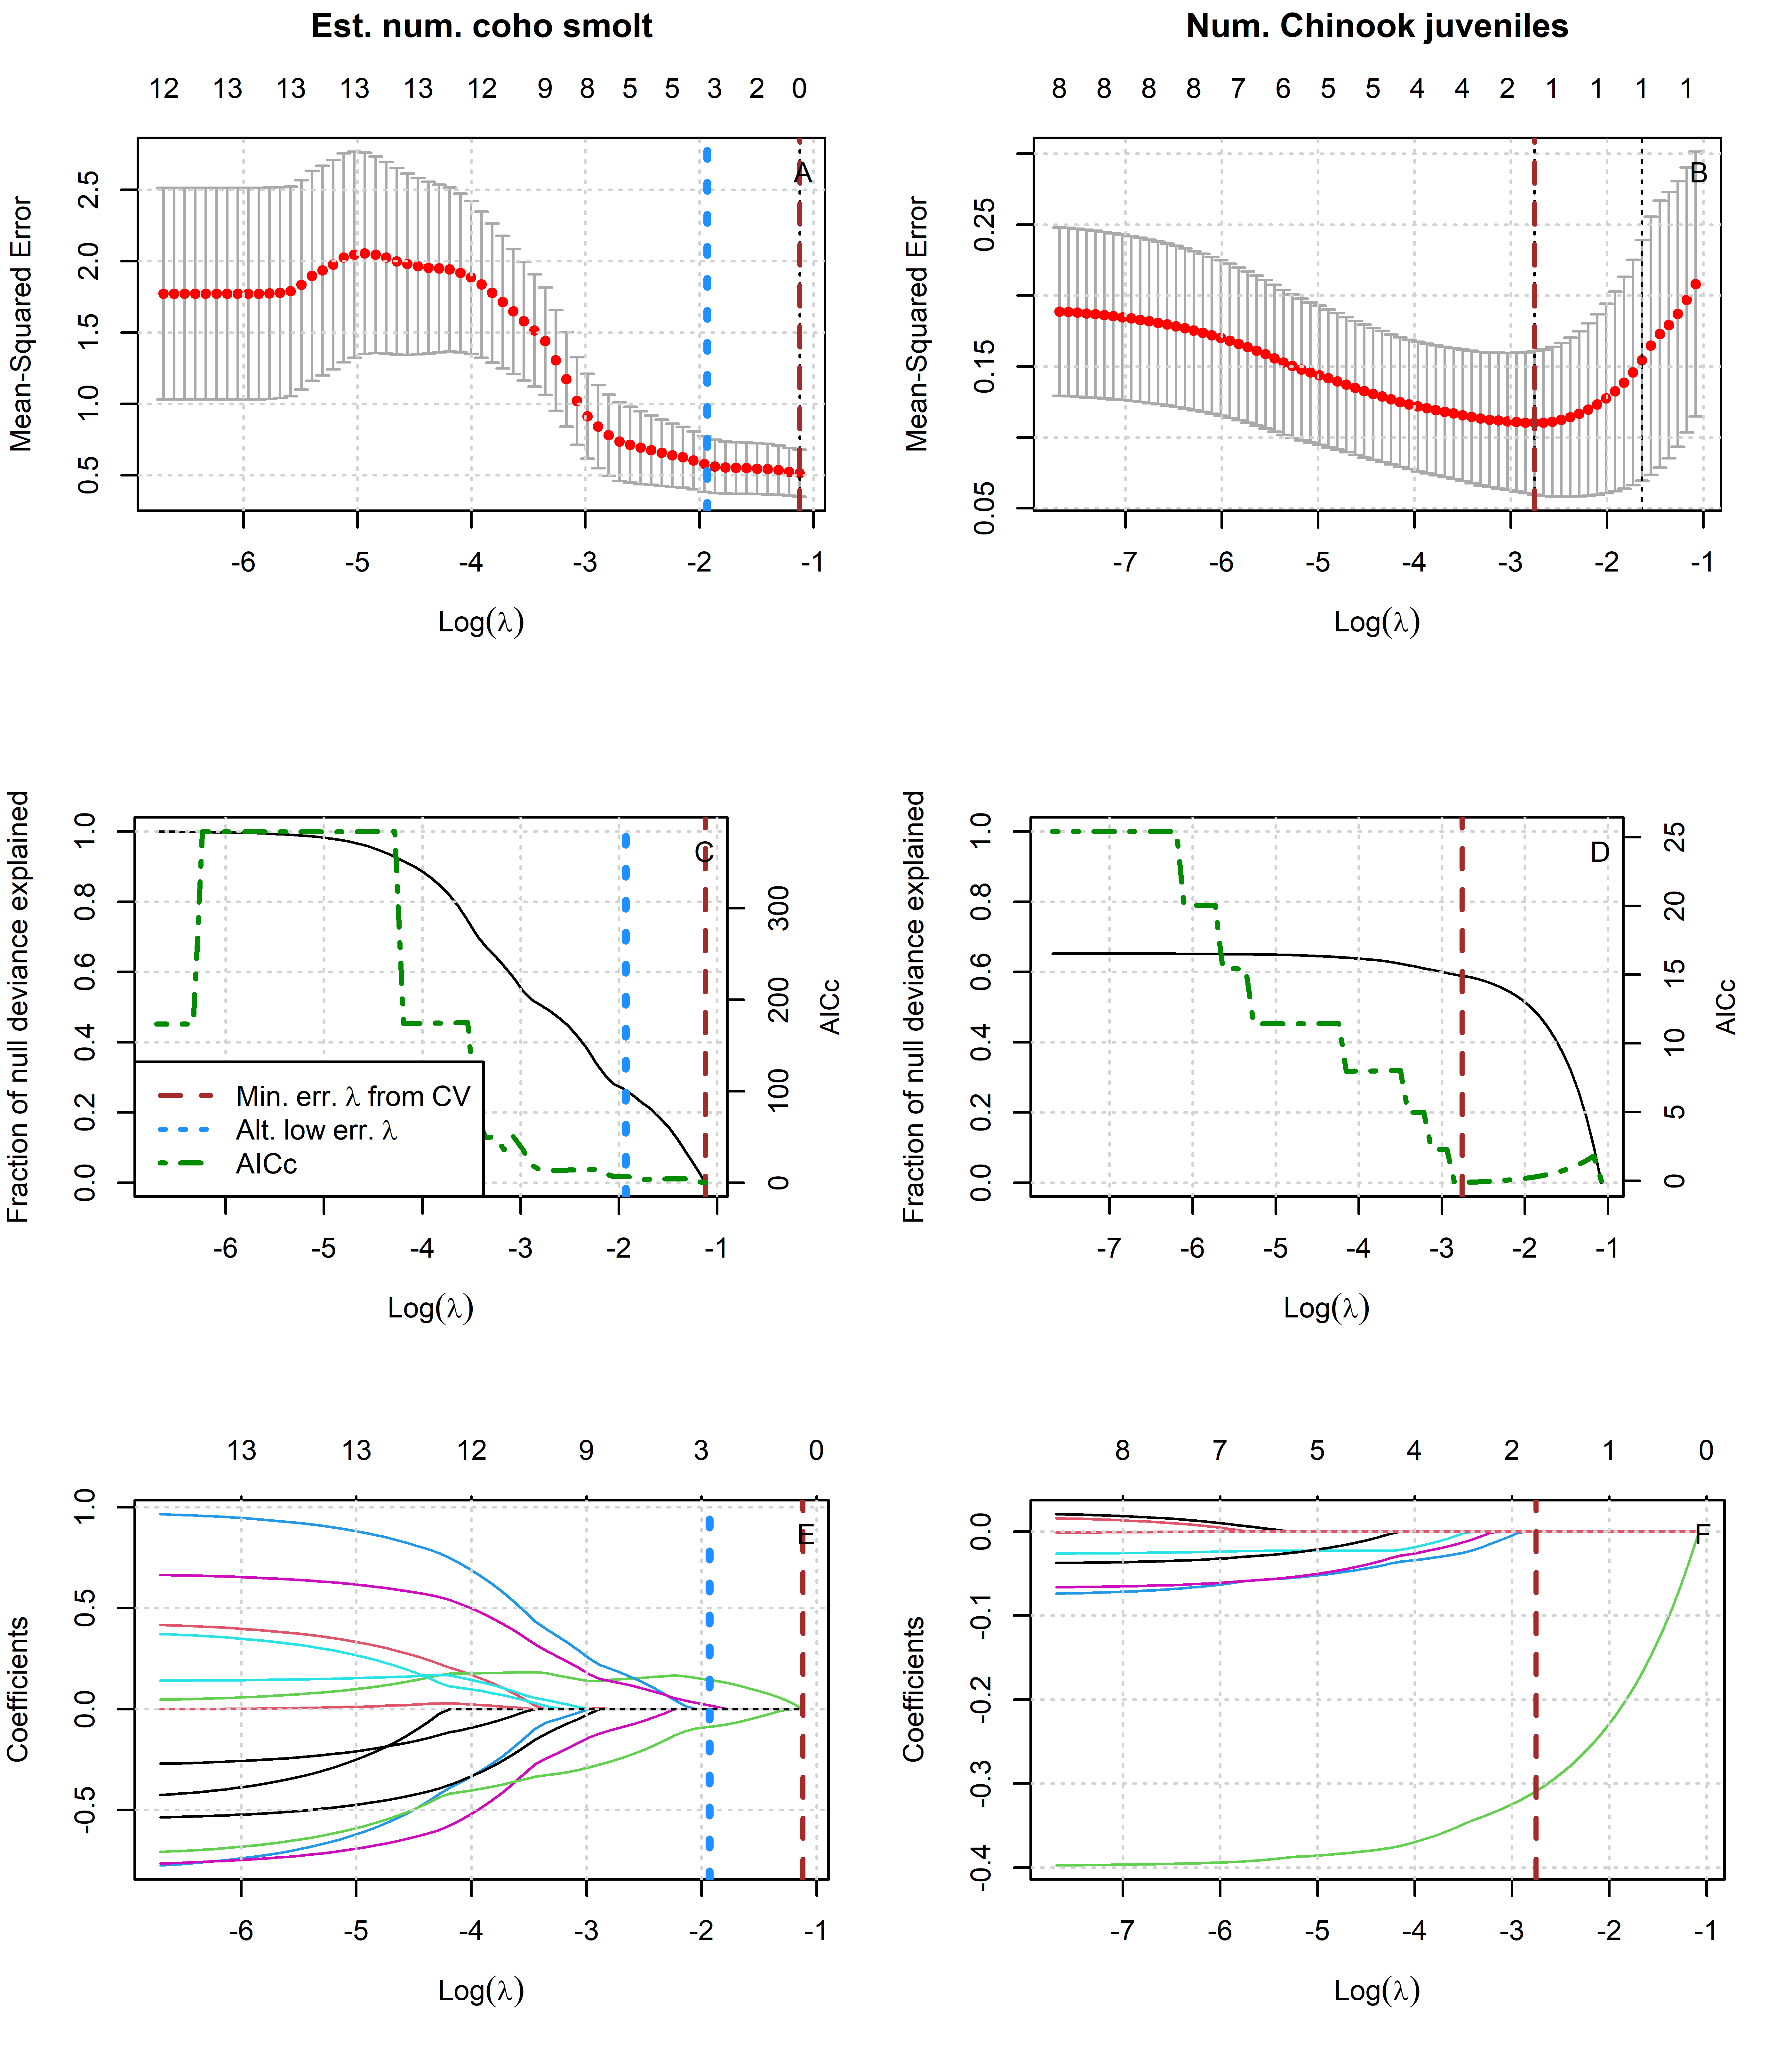 Est. num. coho smolt
12 13 13 13 13 12 9 8 5 5 3 2 0
A
Mean-Squared Error
2.5
2.0
1.5
1.0
0.5
-6 -5 -4 -3 -2 -1
Log(λ)
Num. Chinook juveniles
8 8 8 8 7 6 5 5 4 4 2 1 1 1 1
B
Mean-Squared Error
0.25
0.15
0.05
-7 -6 -5 -4 -3 -2 -1
Log(λ)
C
Fraction of null deviance explained
1.0
0.8
0.6
0.4
0.2
0.0
300
200
100
0
AICc
Min. err. λ from CV
Alt. low err. λ
AICc
-6 -5 -4 -3 -2 -1
Log(λ)
D
Fraction of null deviance explained
1.0
0.8
0.6
0.4
0.2
0.0
25
20
15
10
5
0
AICc
-7 -6 -5 -4 -3 -2 -1
Log(λ)
13 13 12 9 3 0
E
Coefficients
1.0
0.5
0.0
-0.5
-6 -5 -4 -3 -2 -1
Log(λ)
8 7 5 4 2 1 0
F
Coefficients
0.0
-0.1
-0.2
-0.3
-0.4
-7 -6 -5 -4 -3 -2 -1
Log(λ)